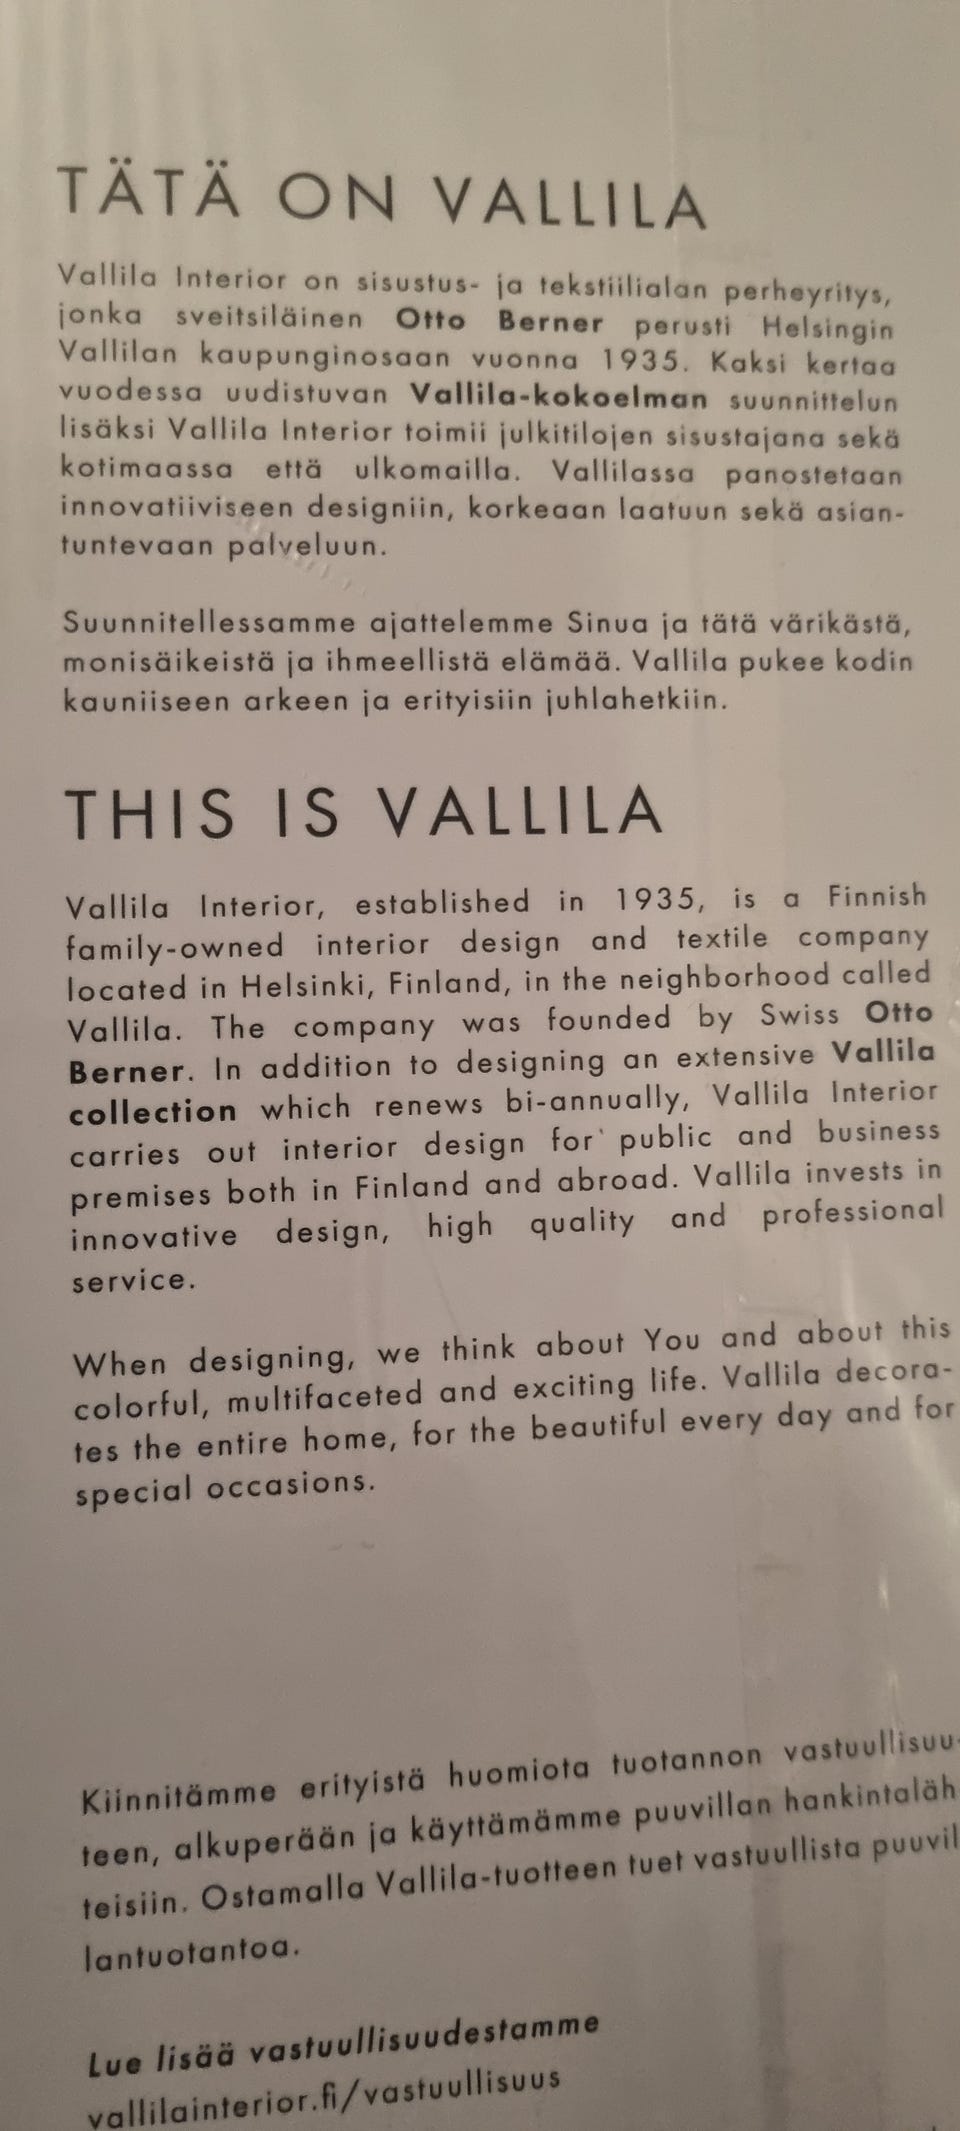 TÄTÄ ON VALLILA
Vallila Interior on sisustus- ja tekstiilialan perheyritys,
jonka sveitsiläinen Otto Berner perusti Helsingin
Vallilan kaupunginosaan vuonna 1935. Kaksi kertaa
vuodessa uudistuvan Vallila-kokoelman suunnittelun
lisäksi Vallila Interior toimii julkitilojen sisustajana sekä
kotimaassa että ulkomailla. Vallilassa panostetaan
innovatiiviseen designiin, korkeaan laatuun sekä asian-
tuntevaan palveluun.
Suunnitellessamme ajattelemme Sinua ja tätä värikästä,
monisäikeistä ja ihmeellistä elämää. Vallila pukee kodin
kauniiseen arkeen ja erityisiin juhlahetkiin.
THIS IS VALLILA
Vallila Interior, established in 1935, is a Finnish
family-owned interior design and textile company
located in Helsinki, Finland, in the neighborhood called
Vallila. The company was founded by Swiss Otto
Berner. In addition to designing an extensive Vallila
collection which renews bi-annually, Vallila Interior
carries out interior design for public and business
premises both in Finland and abroad. Vallila invests in
innovative design, high quality and professional
service.
When designing, we think about You and about this
colorful, multifaceted and exciting life. Vallila decora-
tes the entire home, for the beautiful every day and for
special occasions.
Kiinnitämme erityistä huomiota tuotannon vastuullisuu-
teen, alkuperään ja käyttämämme puuvillan hankintaläh
teisiin. Ostamalla Vallila-tuotteen tuet vastuullista puuvil
lantuotantoa.
Lue lisää vastuullisuudestamme
vallilainterior.fi/vastuullisuus